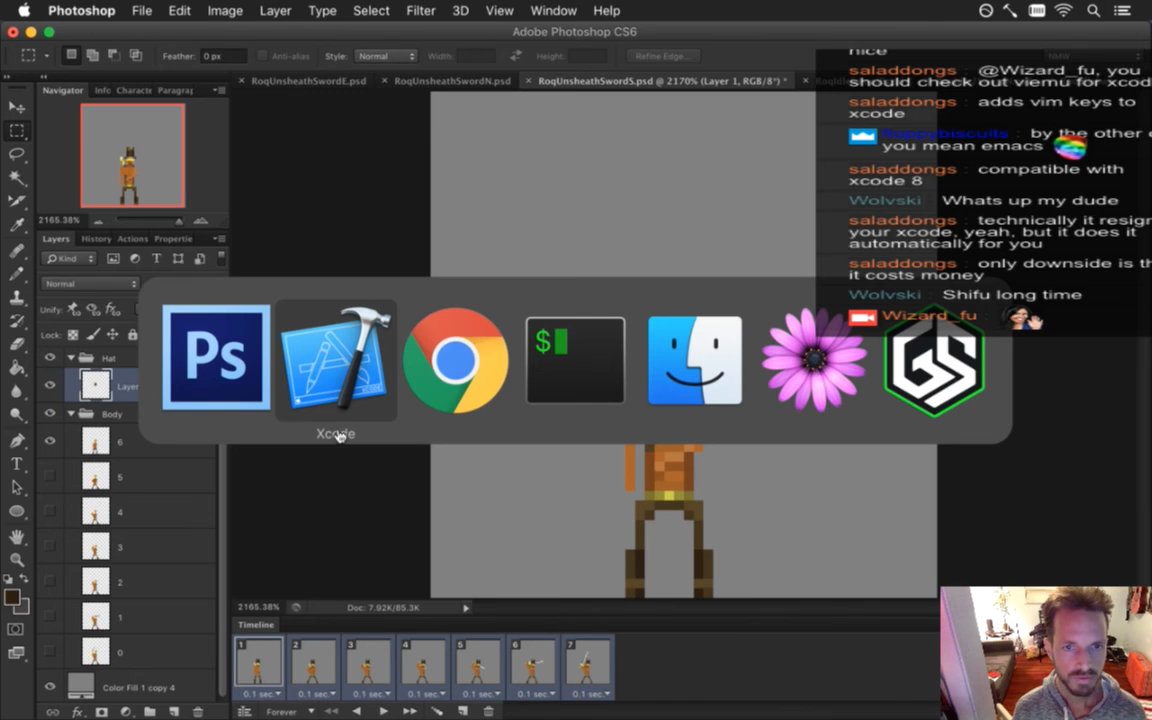 Photoshop File Edit Image Layer Type Select Filter 3D View Window Help
Adobe Photoshop CS6
Feather: 0 px Anti-alias Style: Normal Width: Height: Refine Edge...
RoqUnsheathSwordE.psd RoqUnsheathSwordN.psd RoqUnsheathSwordS.psd @ 2170% (Layer 1, RGB/8*) *
Navigator Info Characte Paragra
2165.38%
Layers History Actions Propertie
Kind
Normal
Unify:
Lock:
Hat
Layer
Body
6
5
4
3
2
1
0
Color Fill 1 copy 4
fx
nice
saladdongs : @Wizard_fu, you
should check out viemu for xcod
saladdongs : adds vim keys to
xcode
floppybiscuits : by the other
you mean emacs
saladdongs : compatible with
xcode 8
Wolvski : Whats up my dude
saladdongs : technically it resign
your xcode, yeah, but it does it
automatically for you
saladdongs : only downside is th
it costs money
Wolvski : Shifu long time
Wizard_fu :
Ps
$
GS
Xcode
2165.38% Doc: 7.92K/85.3K
Timeline
1 2 3 4 5 6 7
0.1 sec. 0.1 sec. 0.1 sec. 0.1 sec. 0.1 sec. 0.1 sec. 0.1 sec.
Forever